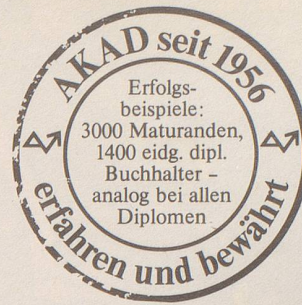 AKAD seit 1956
Erfolgs-
beispiele:
3000 Maturanden,
1400 eidg. dipl.
Buchhalter –
analog bei allen
Diplomen
erfahren und bewährt